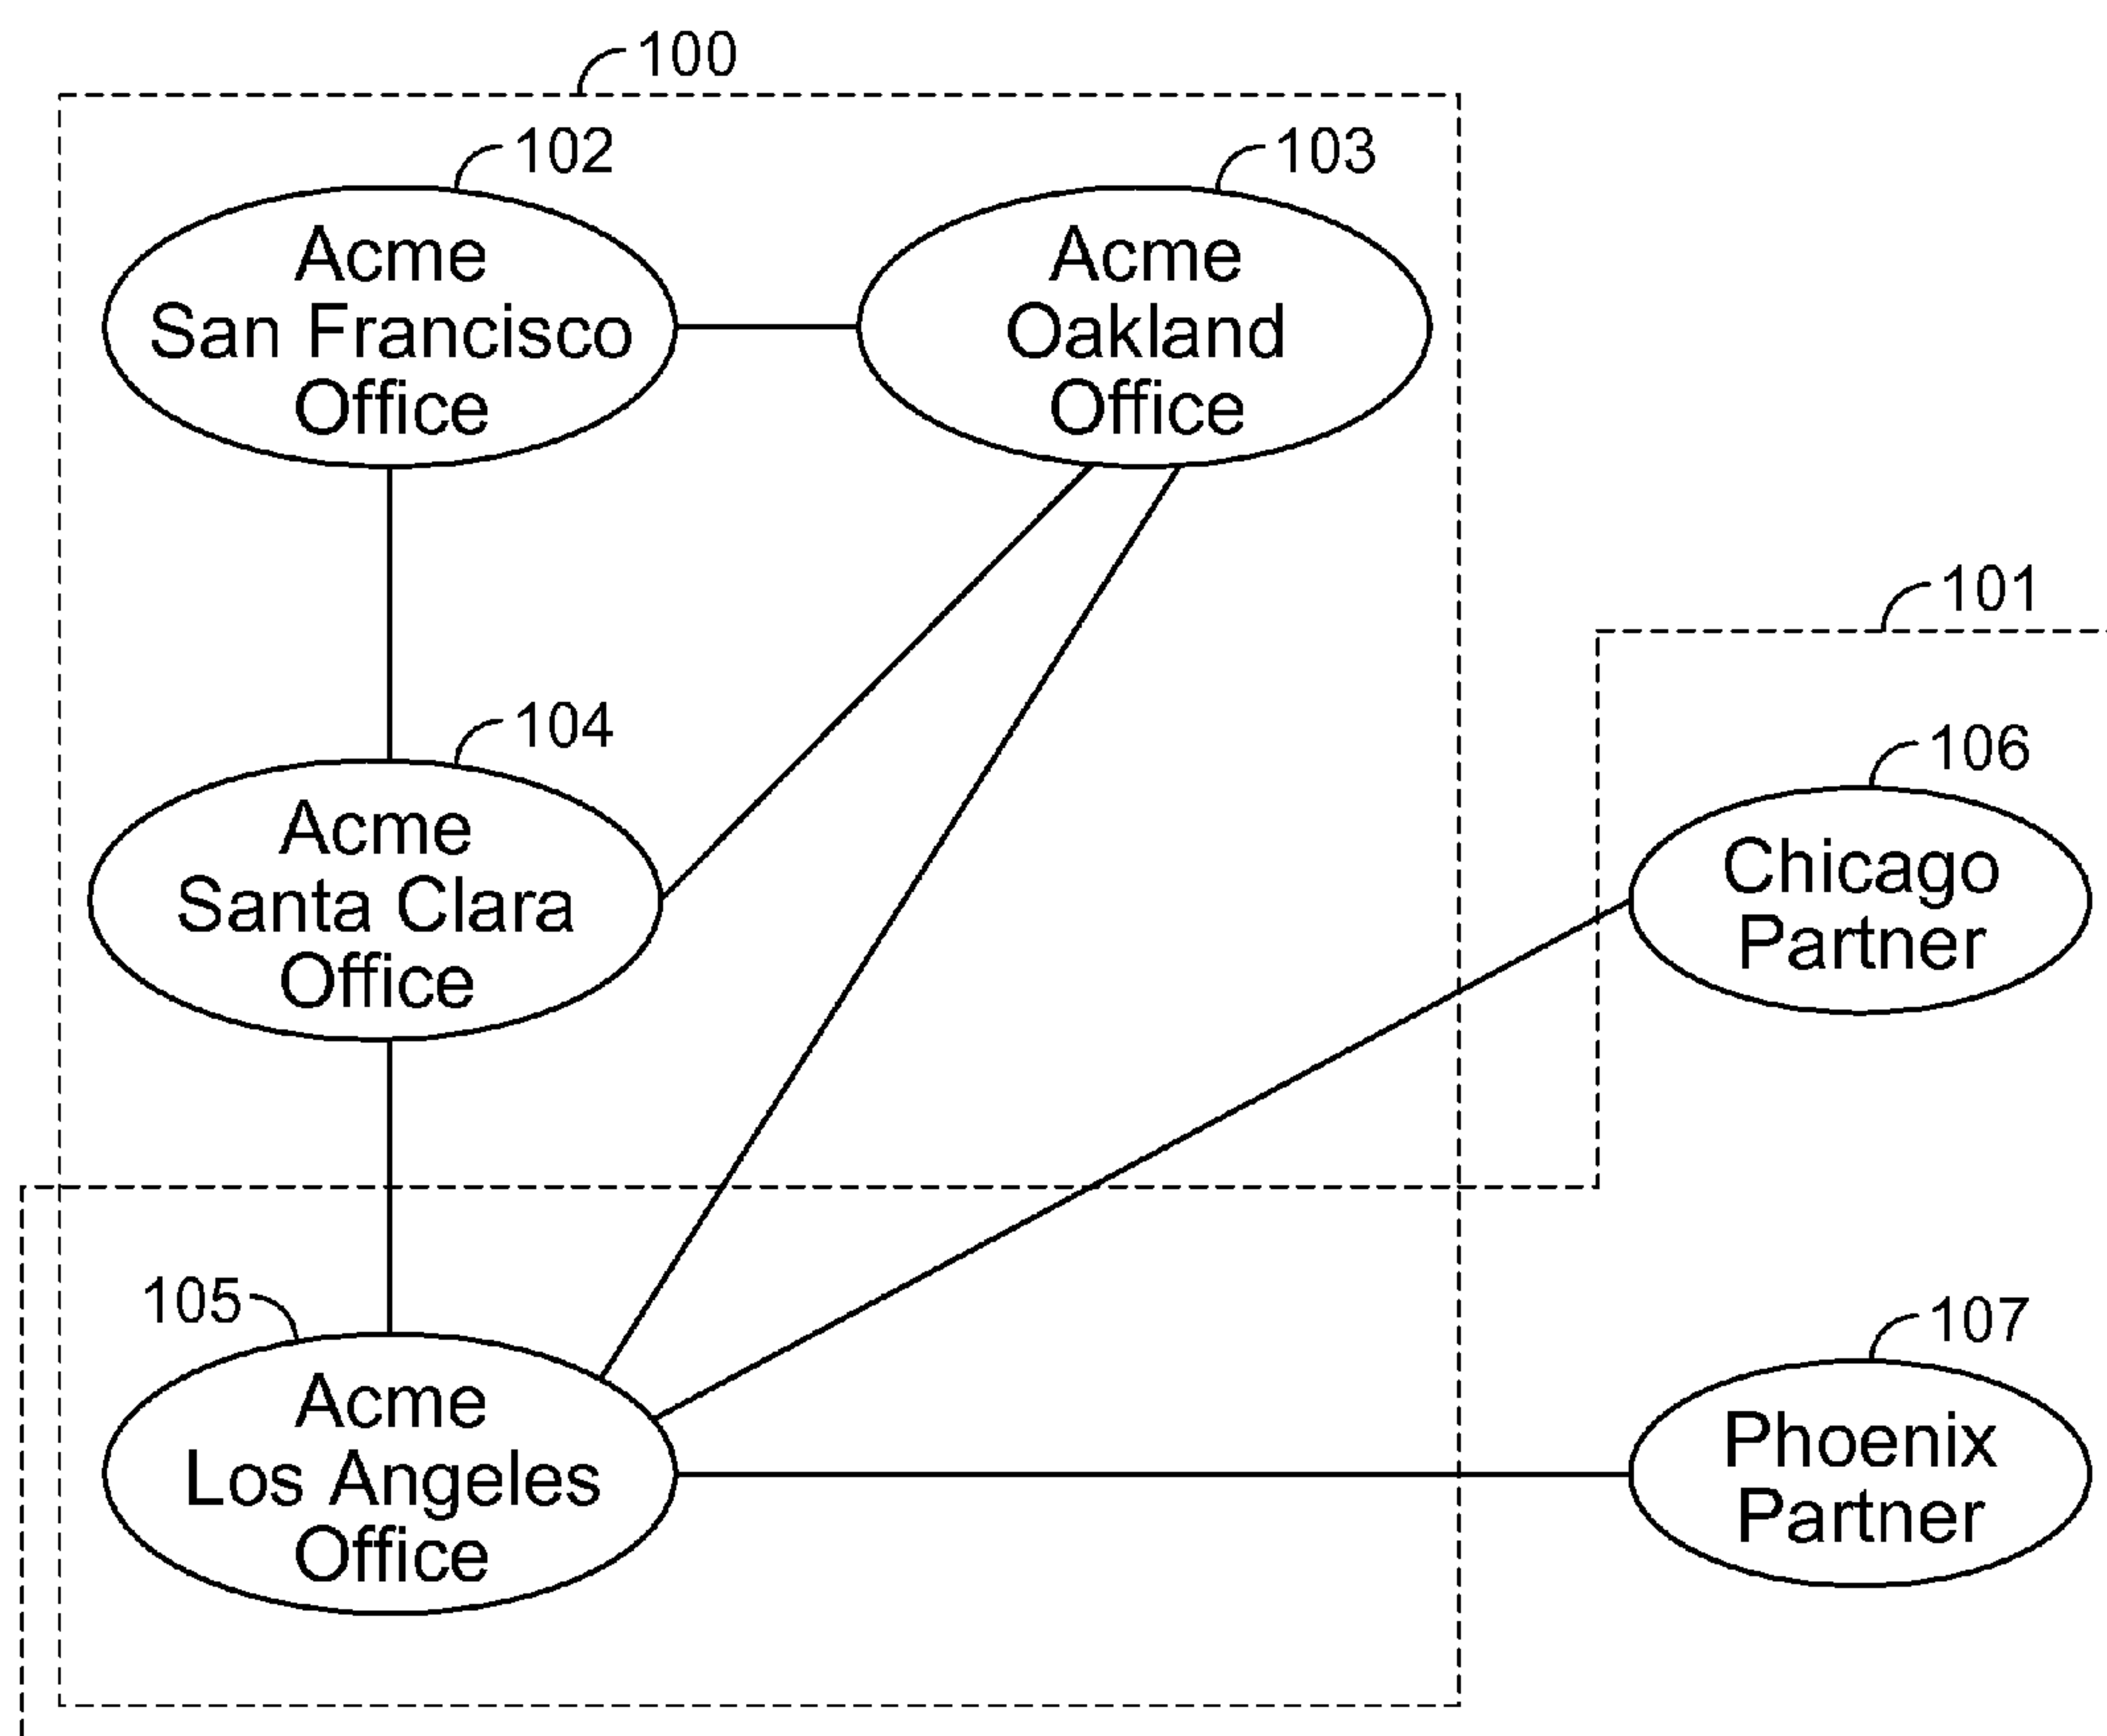 100
102
103
Acme
San Francisco
Office
Acme
Oakland
Office
101
104
106
Acme
Santa Clara
Office
Chicago
Partner
105
107
Acme
Los Angeles
Office
Phoenix
Partner